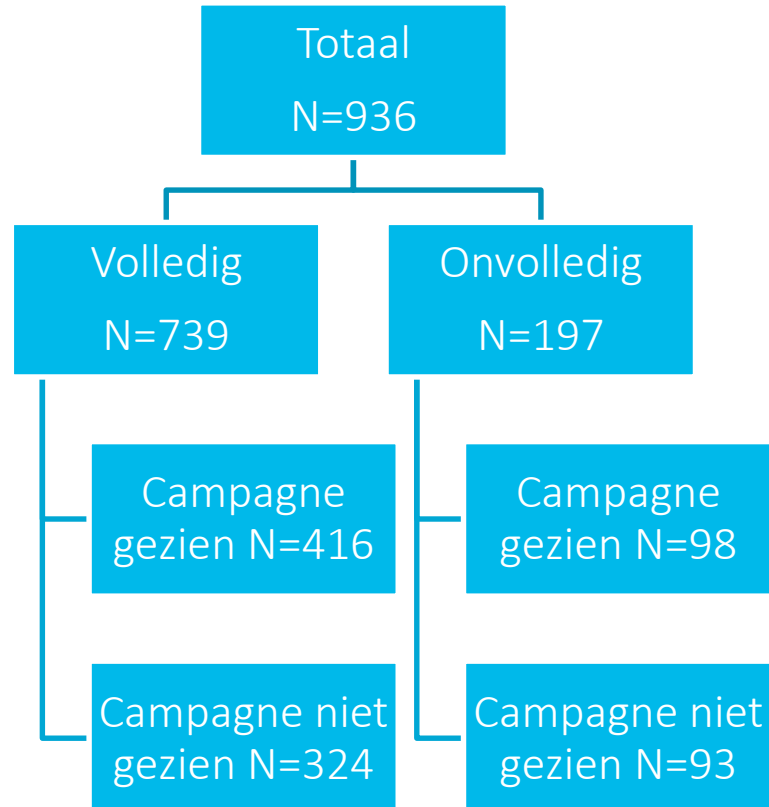 Totaal
N=936
Volledig
N=739
Onvolledig
N=197
Campagne
gezien N=416
Campagne
gezien N=98
Campagne niet
gezien N=324
Campagne niet
gezien N=93